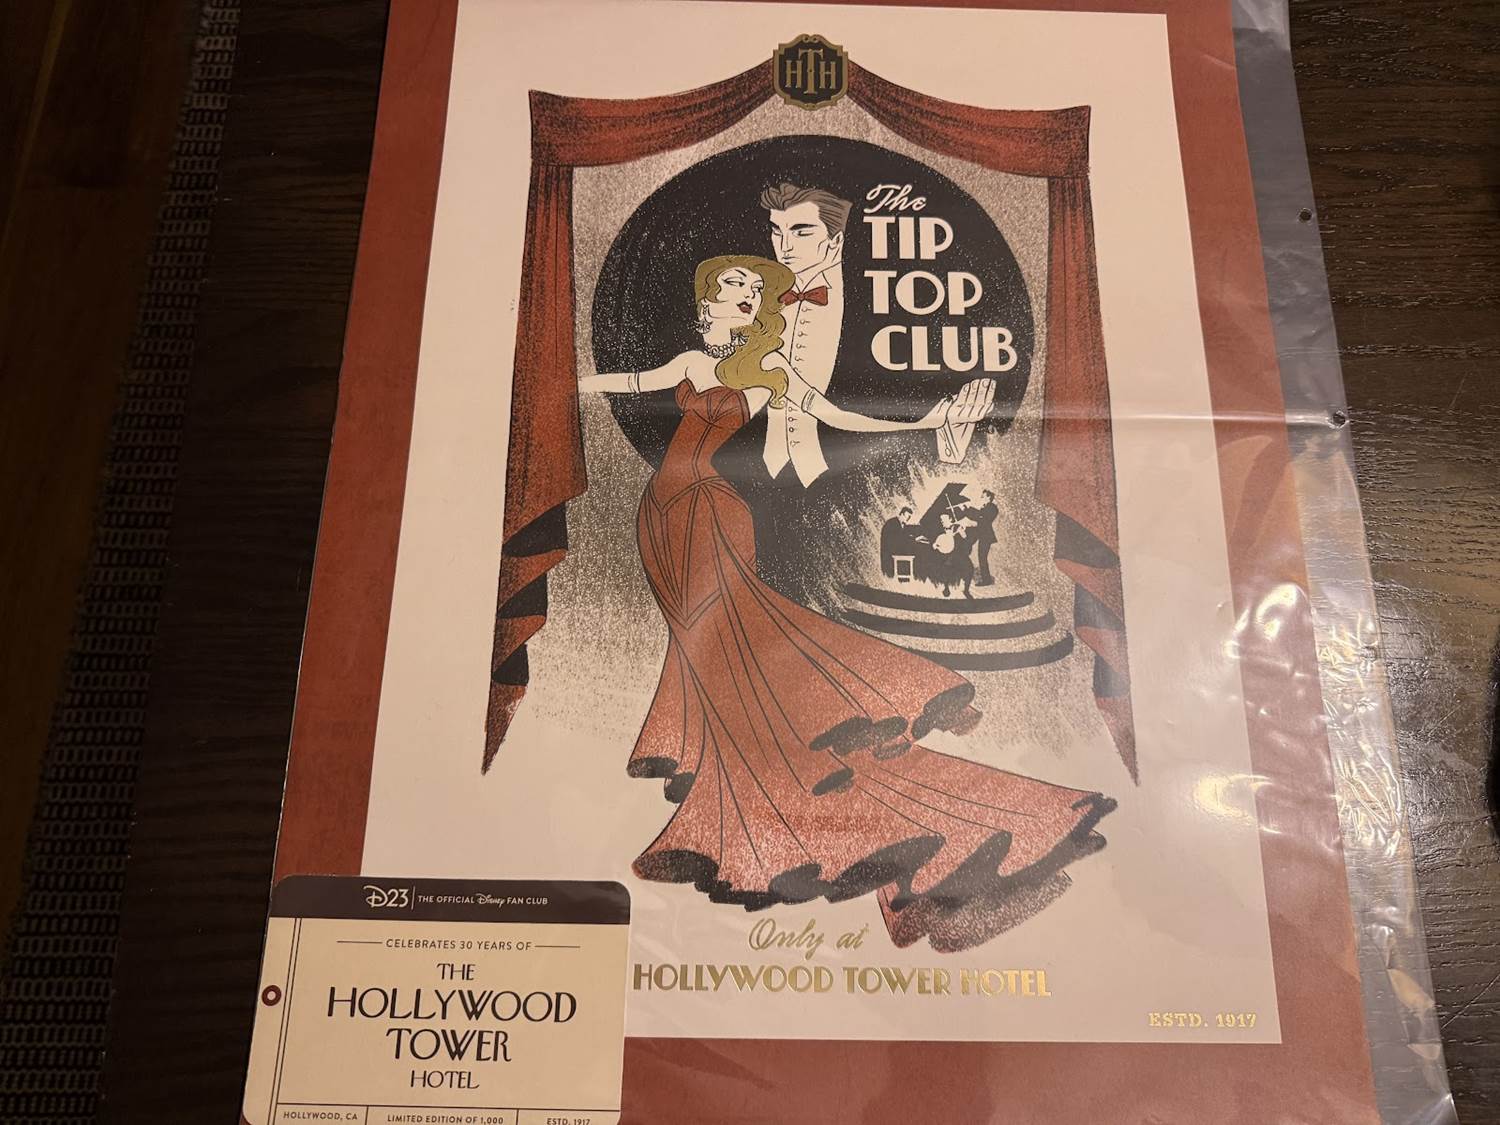 HTH
The
TIP
TOP
CLUB
Only at
HOLLYWOOD TOWER HOTEL
ESTD. 1917
D23 | THE OFFICIAL Disney FAN CLUB
CELEBRATES 30 YEARS OF
THE
HOLLYWOOD
TOWER
HOTEL
HOLLYWOOD, CA
LIMITED EDITION OF 1,000
ESTD. 1917